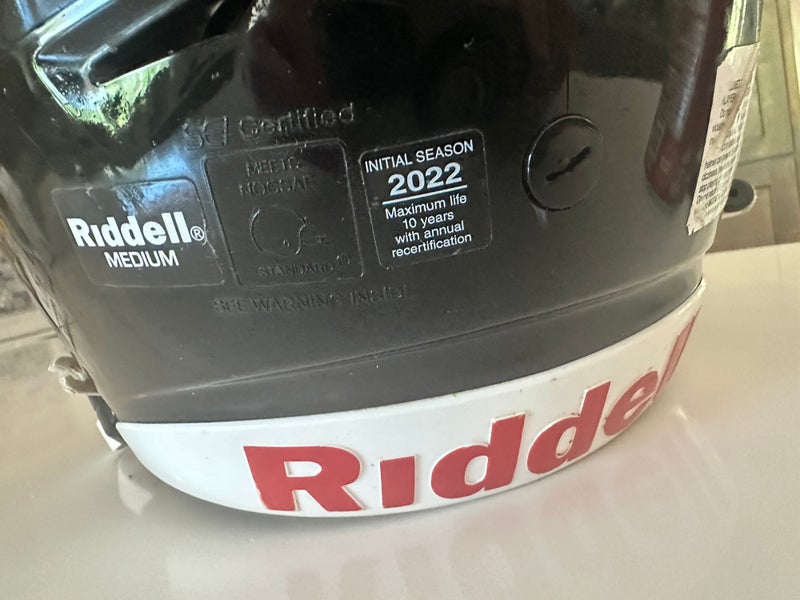 SEI Certified
MEETS
NOCSAE
STANDARD®
Riddell®
MEDIUM
INITIAL SEASON
2022
Maximum life
10 years
with annual
recertification
SEE WARNING INSIDE
Riddell